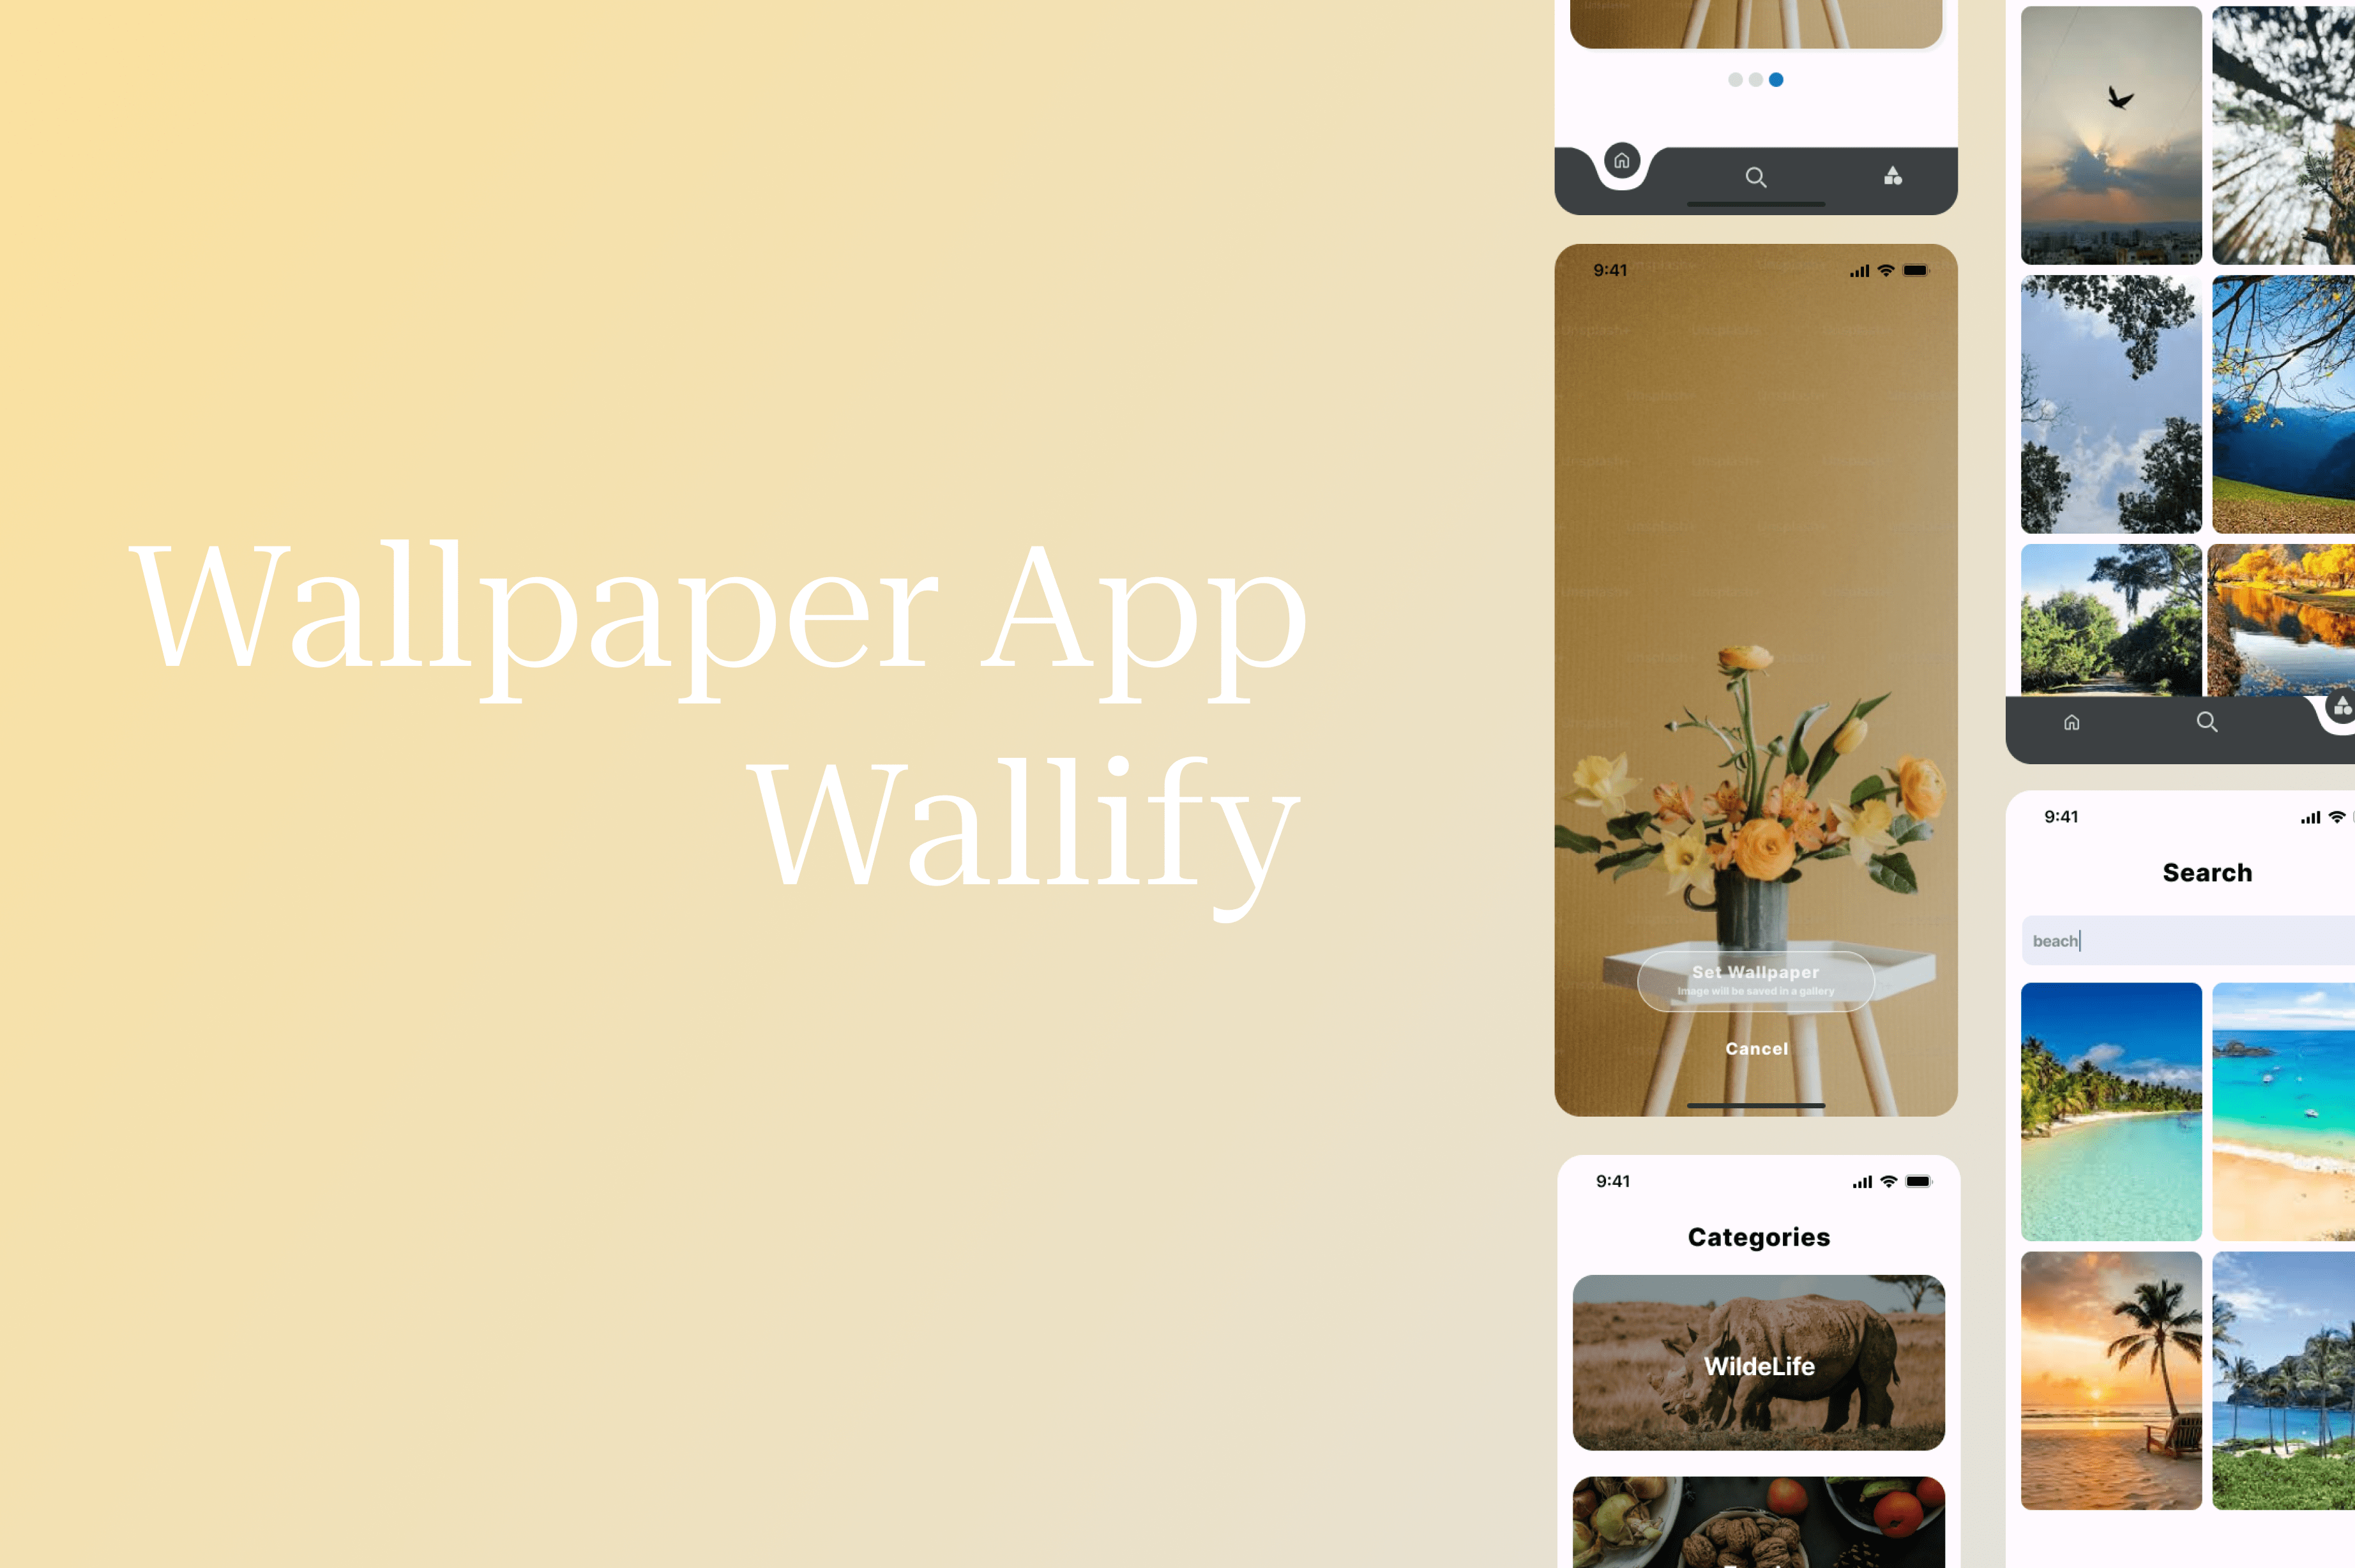 Wallpaper App
Wallify
9:41
Set Wallpaper
Image will be saved in a gallery
Cancel
9:41
Categories
WildeLife
9:41
Search
beach